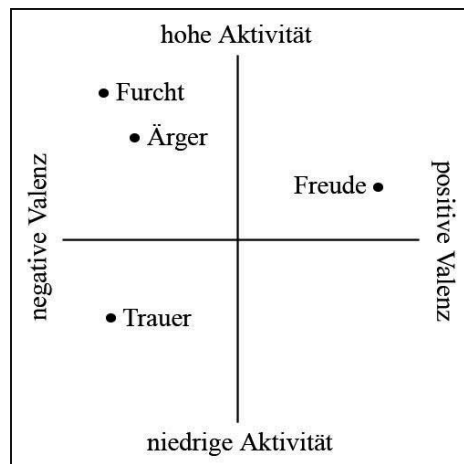 hohe Aktivität
Furcht
Ärger
Freude
negative Valenz
positive Valenz
Trauer
niedrige Aktivität